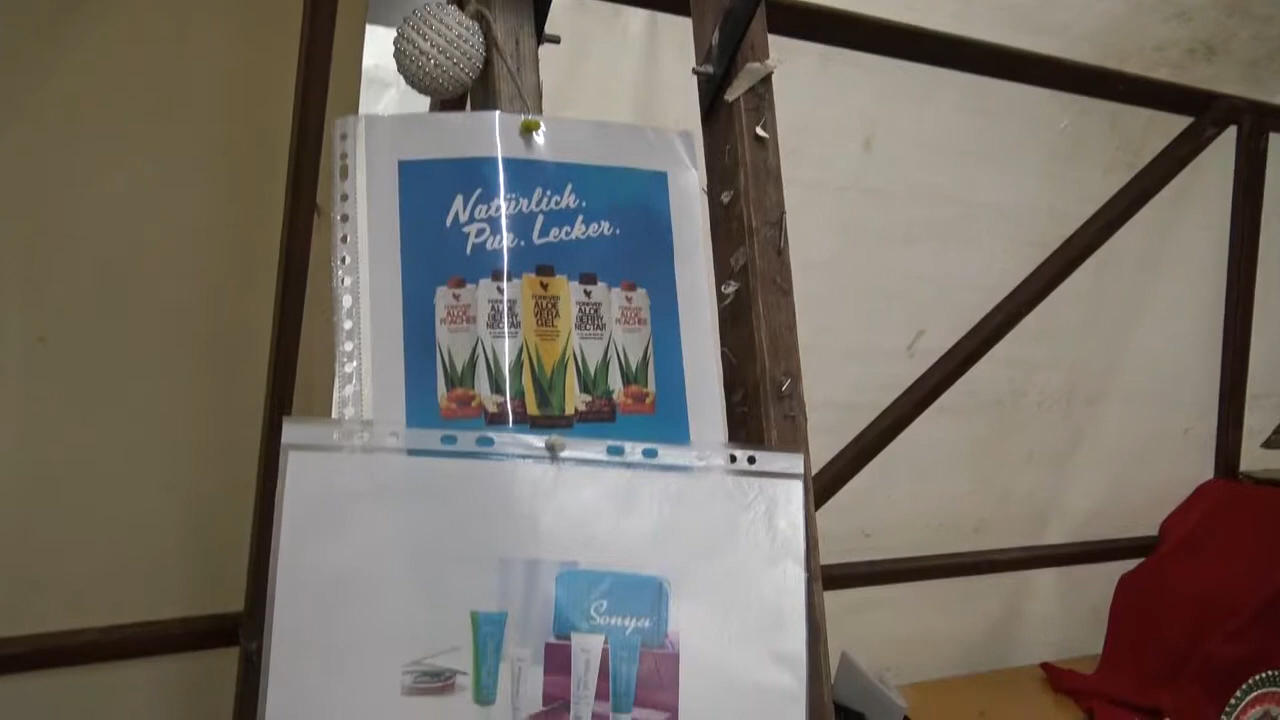 Natürlich.
Pur. Lecker.
FOREVER
ALOE
PEACHES
FOREVER
ALOE
BERRY
NECTAR
FOREVER
ALOE
VERA
GEL
FOREVER
ALOE
BERRY
NECTAR
FOREVER
ALOE
PEACHES
Sonya